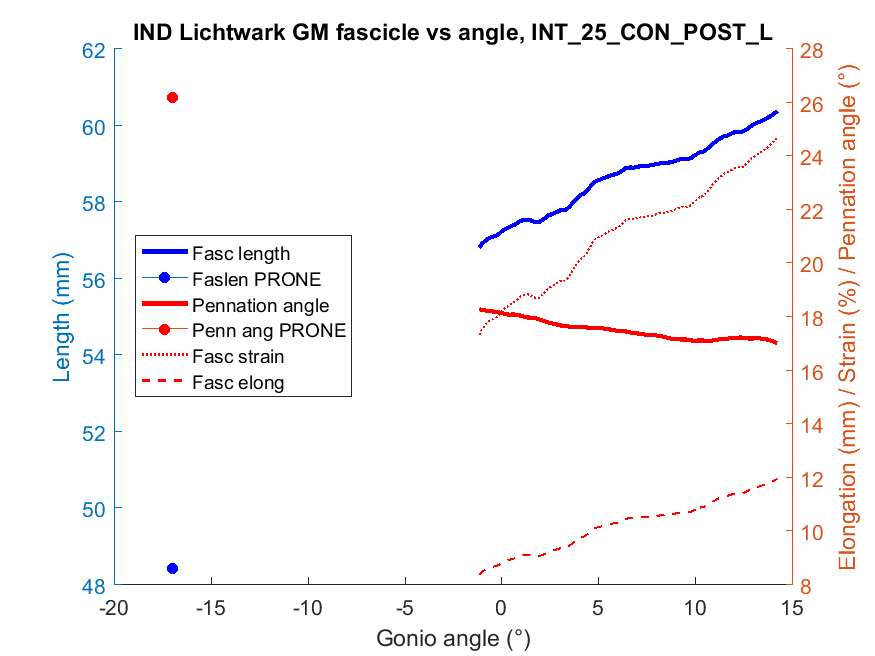 IND Lichtwark GM fascicle vs angle, INT_25_CON_POST_L
62
60
58
56
54
52
50
48
Length (mm)
28
26
24
22
20
18
16
14
12
10
8
Elongation (mm) / Strain (%) / Pennation angle (°)
Fasc length
Faslen PRONE
Pennation angle
Penn ang PRONE
Fasc strain
Fasc elong
-20 -15 -10 -5 0 5 10 15
Gonio angle (°)